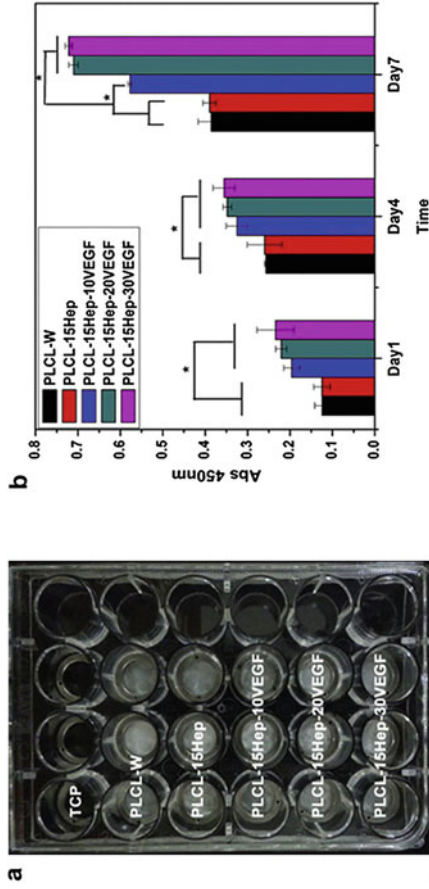 a
TCP
PLCL-W
PLCL-15Hep
PLCL-15Hep-10VEGF
PLCL-15Hep-20VEGF
PLCL-15Hep-30VEGF
b
PLCL-W
PLCL-15Hep
PLCL-15Hep-10VEGF
PLCL-15Hep-20VEGF
PLCL-15Hep-30VEGF
Abs 450nm
0.8
0.7
0.6
0.5
0.4
0.3
0.2
0.1
0.0
*
*
*
*
Day1
Day4
Day7
Time